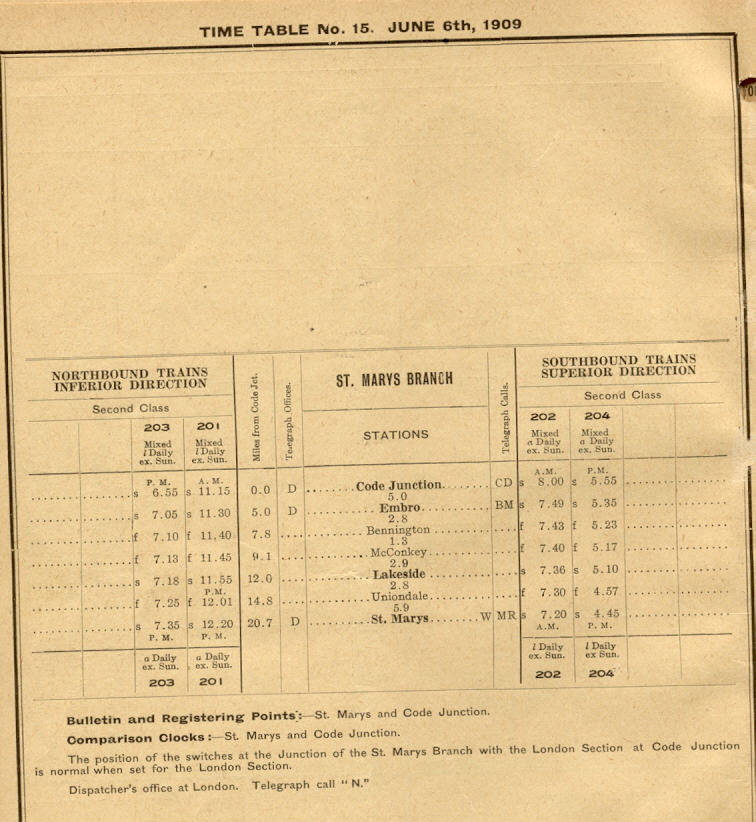 TIME TABLE No. 15. JUNE 6th, 1909
NORTHBOUND TRAINS
INFERIOR DIRECTION
Second Class
203 201
Mixed Mixed
l Daily l Daily
ex. Sun. ex. Sun.
Miles from Code Jct.
Telegraph Offices.
ST. MARYS BRANCH
STATIONS
Telegraph Calls.
SOUTHBOUND TRAINS
SUPERIOR DIRECTION
Second Class
202 204
Mixed Mixed
a Daily a Daily
ex. Sun. ex. Sun.
P. M. A. M. A.M. P.M.
s 6.55 s 11.15 0.0 D Code Junction CD s 8.00 s 5.55
5.0
s 7.05 s 11.30 5.0 D Embro BM s 7.49 s 5.35
2.8
f 7.10 f 11.40 7.8 Bennington f 7.43 f 5.23
1.3
f 7.13 f 11.45 9.1 McConkey f 7.40 f 5.17
2.9
s 7.18 s 11.55 12.0 Lakeside s 7.36 s 5.10
P.M. 2.8
f 7.25 f 12.01 14.8 Uniondale f 7.30 f 4.57
5.9
s 7.35 s 12.20 20.7 D St. Marys W MR s 7.20 s 4.45
P. M. P. M. A.M. P. M.
a Daily a Daily l Daily l Daily
ex. Sun. ex. Sun. ex. Sun. ex. Sun.
203 201 202 204
Bulletin and Registering Points:—St. Marys and Code Junction.
Comparison Clocks:—St. Marys and Code Junction.
The position of the switches at the Junction of the St. Marys Branch with the London Section at Code Junction
is normal when set for the London Section.
Dispatcher's office at London. Telegraph call "N."